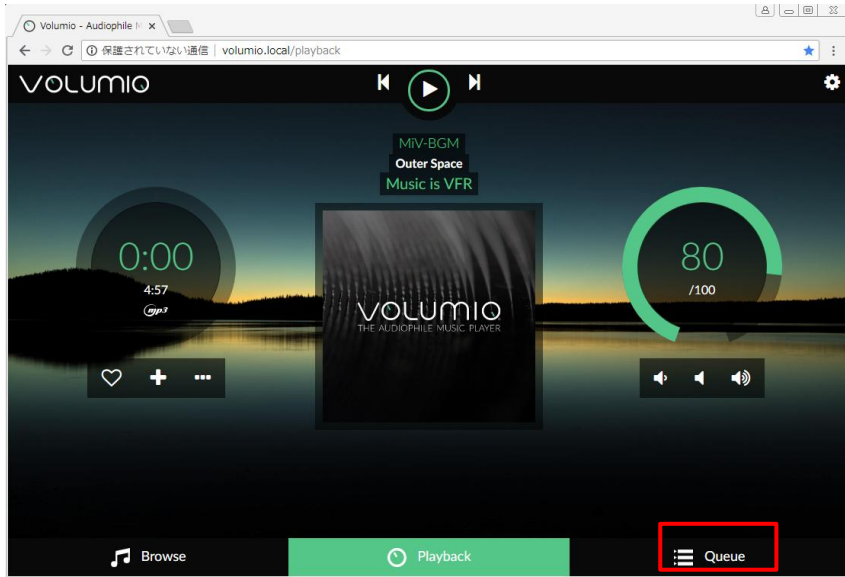 Volumio - Audiophile M
保護されていない通信 | volumio.local/playback
VOLUMIO
MiV-BGM
Outer Space
Music is VFR
0:00
4:57
mp3
80
/100
VOLUMIO
THE AUDIOPHILE MUSIC PLAYER
Browse
Playback
Queue